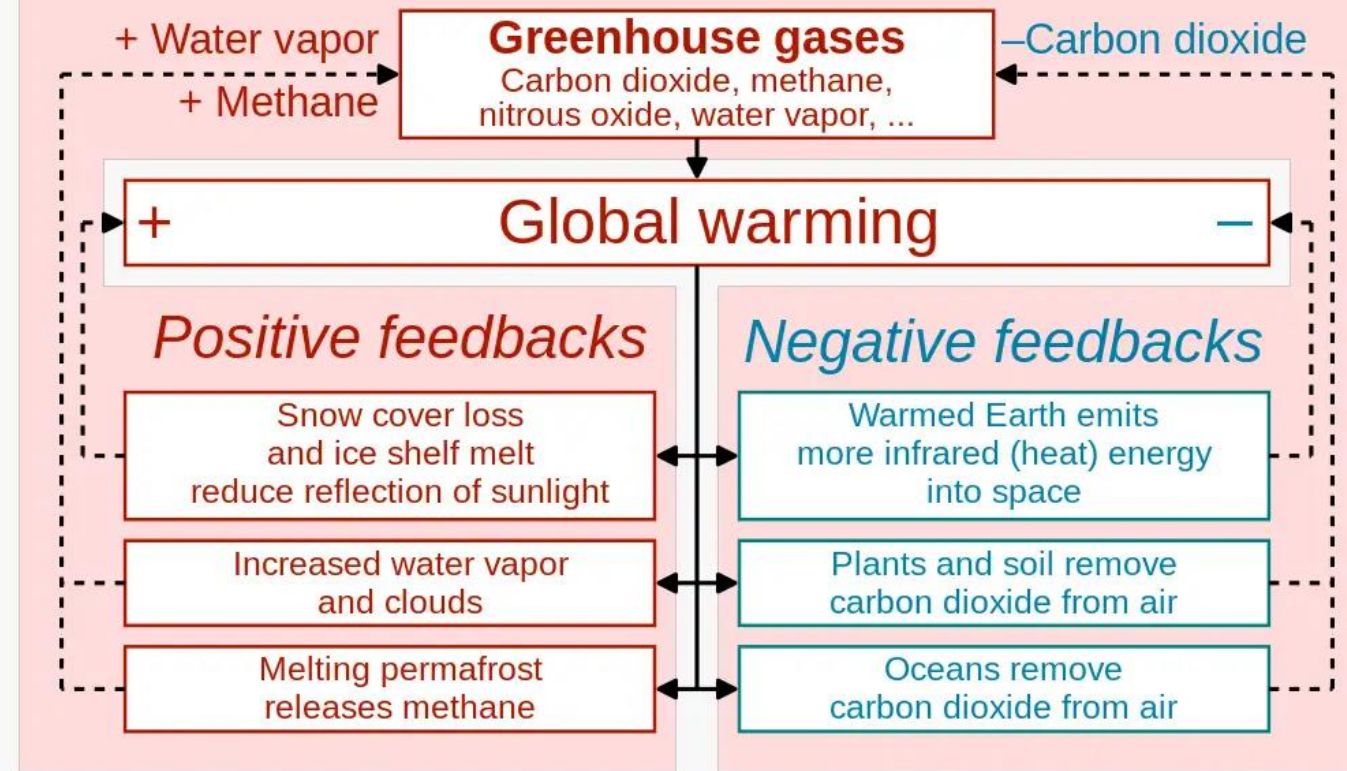 + Water vapor
+ Methane
Greenhouse gases
Carbon dioxide, methane,
nitrous oxide, water vapor, ...
–Carbon dioxide
+
Global warming
–
Positive feedbacks
Snow cover loss
and ice shelf melt
reduce reflection of sunlight
Increased water vapor
and clouds
Melting permafrost
releases methane
Negative feedbacks
Warmed Earth emits
more infrared (heat) energy
into space
Plants and soil remove
carbon dioxide from air
Oceans remove
carbon dioxide from air